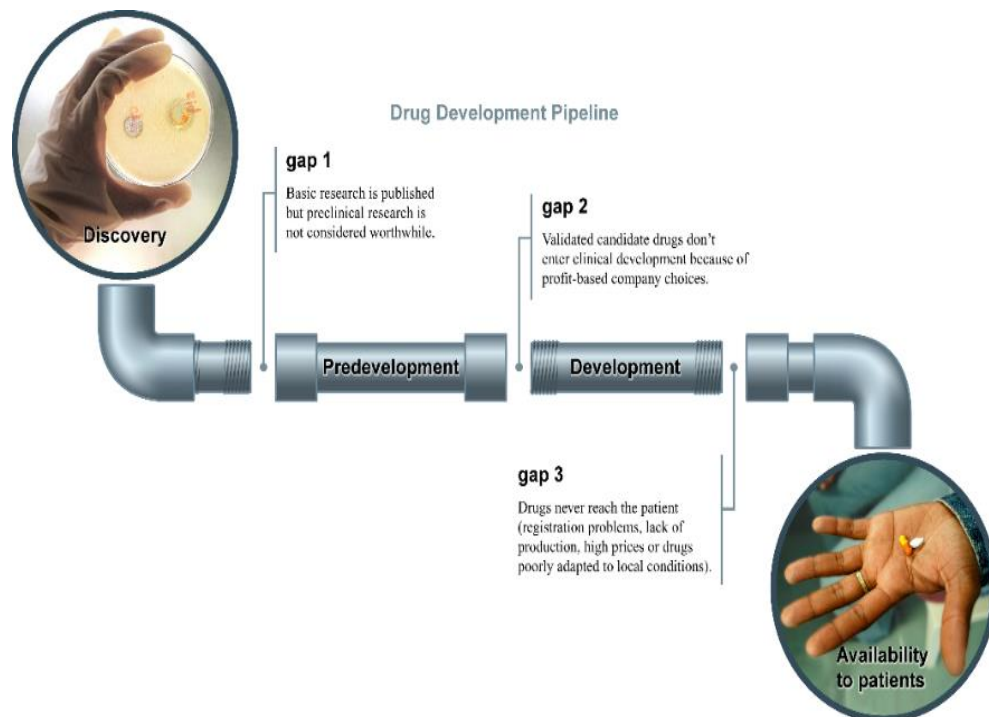 Drug Development Pipeline
gap 1
Basic research is published
but preclinical research is
not considered worthwhile.
Discovery
gap 2
Validated candidate drugs don't
enter clinical development because of
profit-based company choices.
Predevelopment
Development
gap 3
Drugs never reach the patient
(registration problems, lack of
production, high prices or drugs
poorly adapted to local conditions).
Availability
to patients